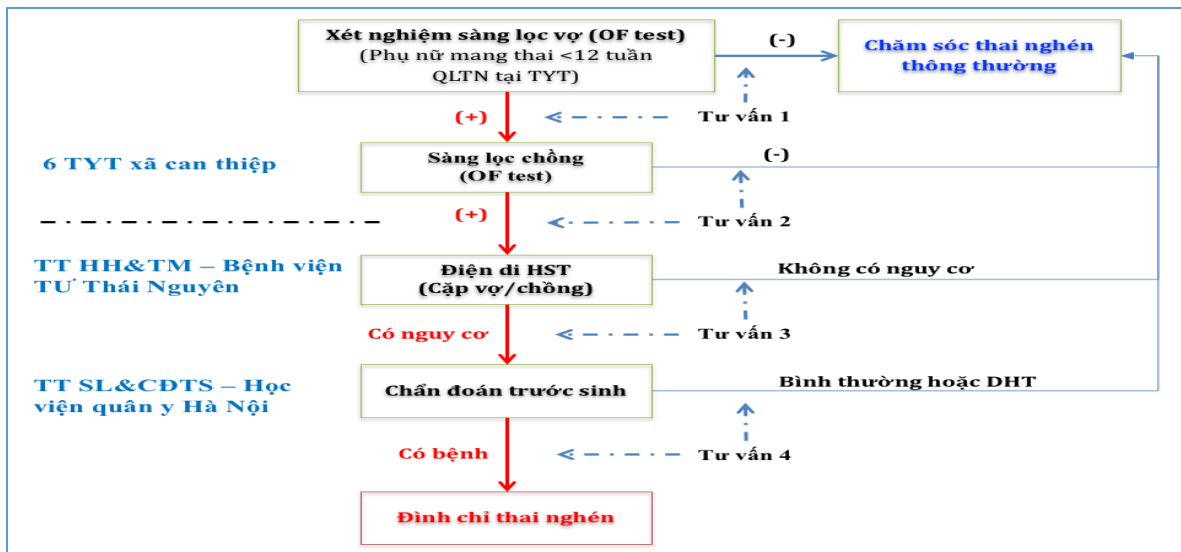 Xét nghiệm sàng lọc vợ (OF test)
(Phụ nữ mang thai <12 tuần
QLTN tại TYT)
(-)
Chăm sóc thai nghén
thông thường
(+)
Tư vấn 1
6 TYT xã can thiệp
Sàng lọc chồng
(OF test)
(-)
(+)
Tư vấn 2
TT HH&TM – Bệnh viện
TƯ Thái Nguyên
Điện di HST
(Cặp vợ/chồng)
Không có nguy cơ
Có nguy cơ
Tư vấn 3
TT SL&CĐTS – Học
viện quân y Hà Nội
Chẩn đoán trước sinh
Bình thường hoặc DHT
Có bệnh
Tư vấn 4
Đình chỉ thai nghén